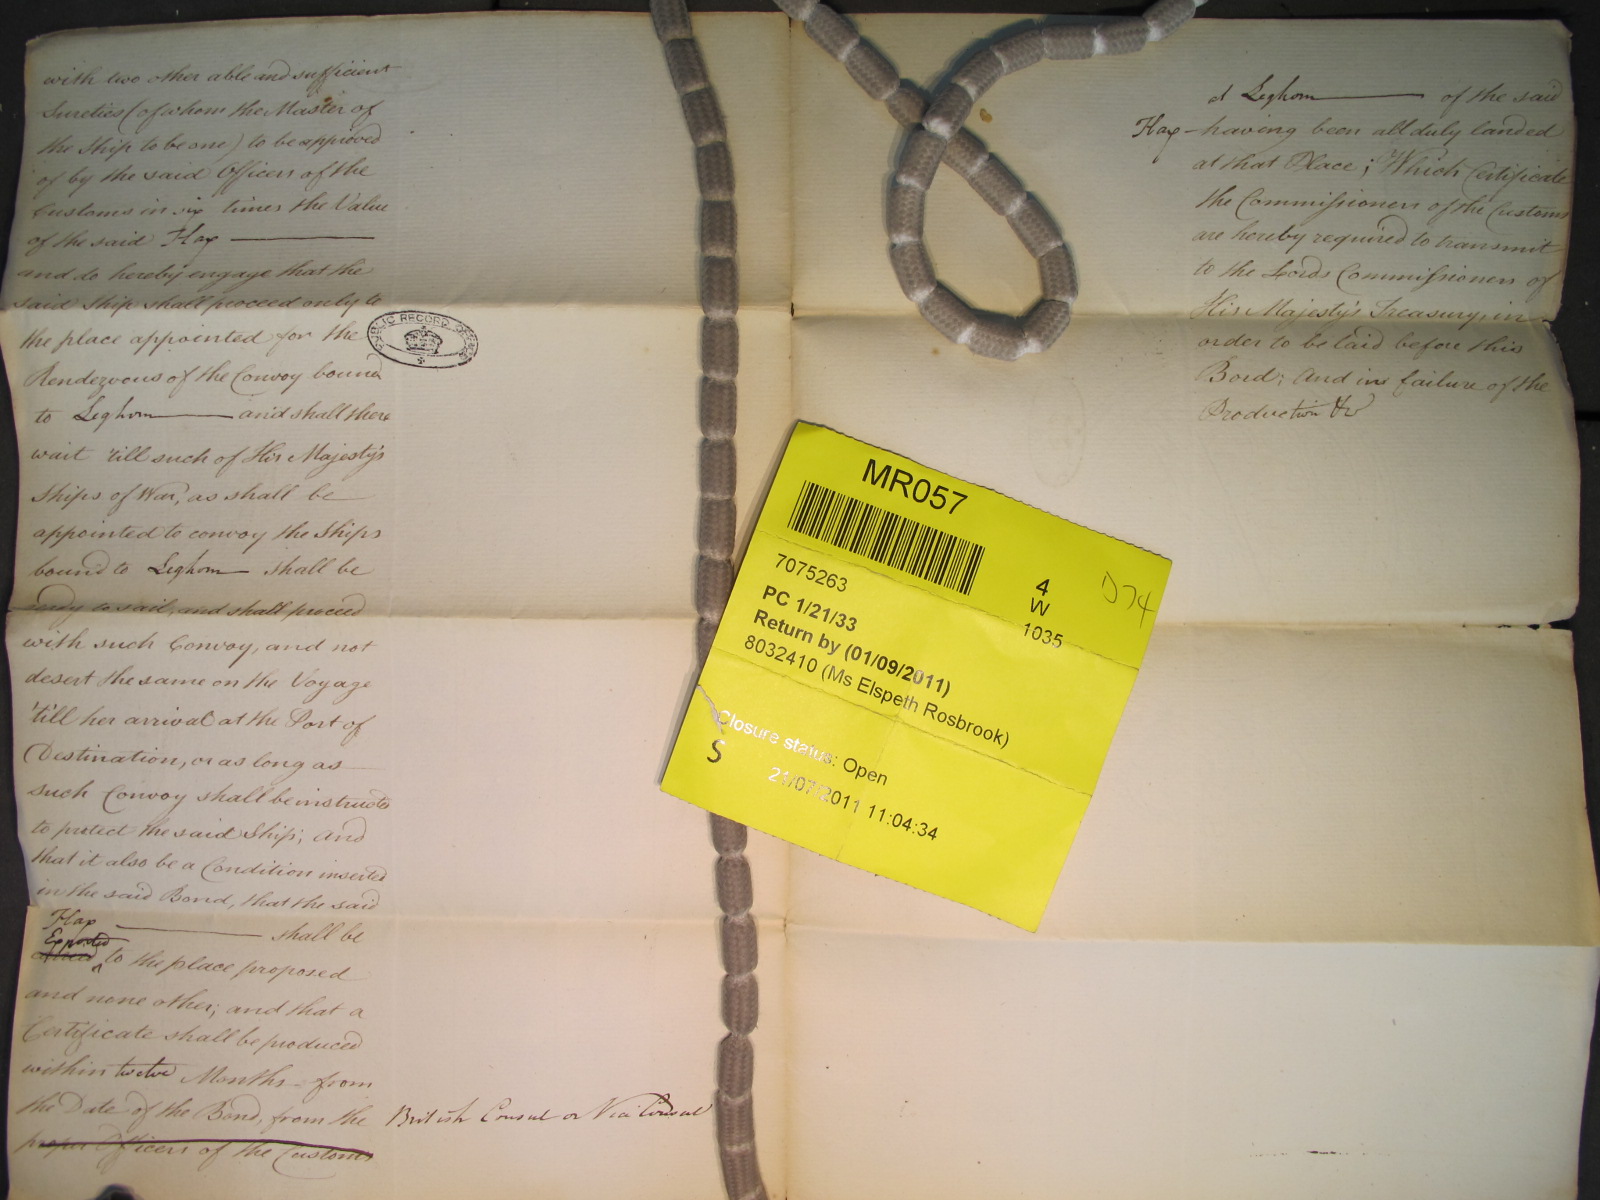 with two other able and sufficient
Sureties (of whom the Master of
the Ship to be one) to be approved
of by the said Officers of the
Customs in six times the Value
of the said Flax
and do hereby engage that the
said Ship shall proceed only to
the place appointed for the
Rendezvous of the Convoy bound
to Leghorn and shall there
wait 'till such of His Majesty's
Ships of War, as shall be
appointed to convoy the Ships
bound to Leghorn shall be
ready to sail, and shall proceed
with such Convoy, and not
desert the same on the Voyage
'till her arrival at the Port of
Destination, or as long as
such Convoy shall be instructed
to protect the said Ship; and
that it also be a Condition inserted
in the said Bond, that the said
Flax shall be
Exported
to the place proposed
and none other; and that a
Certificate shall be produced
within twelve Months from
the Date of the Bond, from the British Consul or Vice Consul
proper Officers of the Customs
PUBLIC RECORD OFFICE
at Leghorn of the said
Flax having been all duly landed
at that Place; Which Certificate
the Commissioners of the Customs
are hereby required to transmit
to the Lords Commissioners of
His Majesty's Treasury, in
order to be laid before this
Board; And in failure of the
Production &c
MR057
7075263
4
W
1035
D74
PC 1/21/33
Return by (01/09/2011)
8032410 (Ms Elspeth Rosbrook)
Closure status: Open
S
21/07/2011 11:04:34